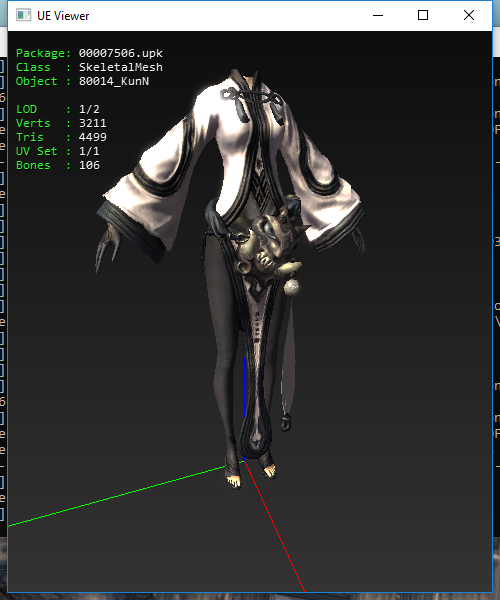 UE Viewer
Package: 00007506.upk
Class : SkeletalMesh
Object : 80014_KunN
LOD : 1/2
Verts : 3211
Tris : 4499
UV Set : 1/1
Bones : 106